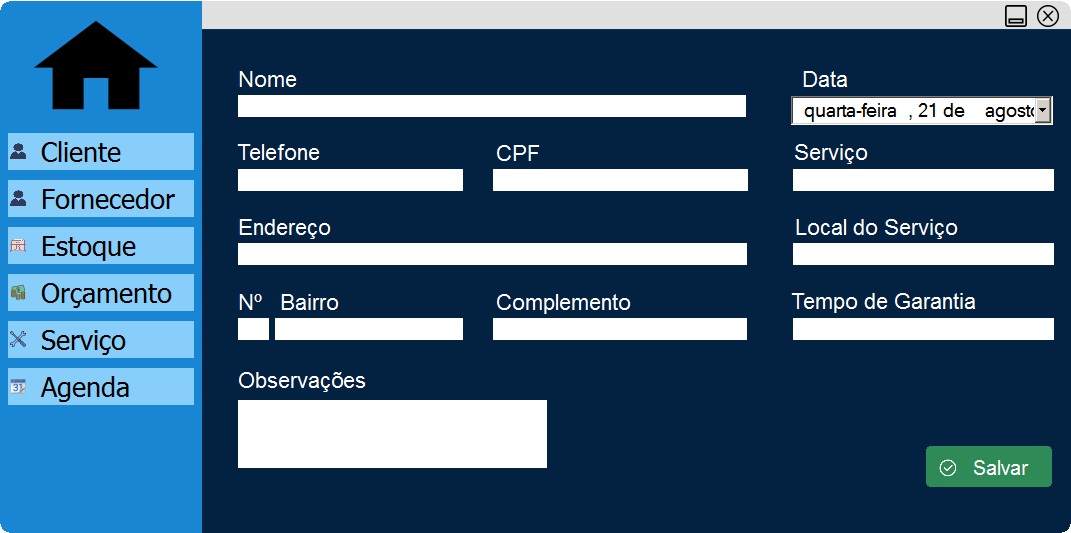 Cliente
Fornecedor
Estoque
Orçamento
Serviço
Agenda
Nome
Data
quarta-feira , 21 de agosto
Telefone
CPF
Serviço
Endereço
Local do Serviço
Nº
Bairro
Complemento
Tempo de Garantia
Observações
Salvar